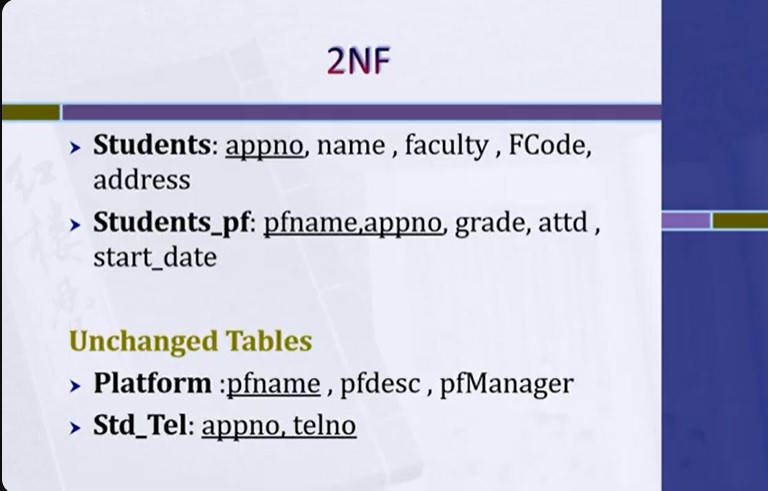 2NF
Students: appno, name , faculty , FCode,
address
Students_pf: pfname,appno, grade, attd ,
start_date
Unchanged Tables
Platform :pfname , pfdesc , pfManager
Std_Tel: appno, telno